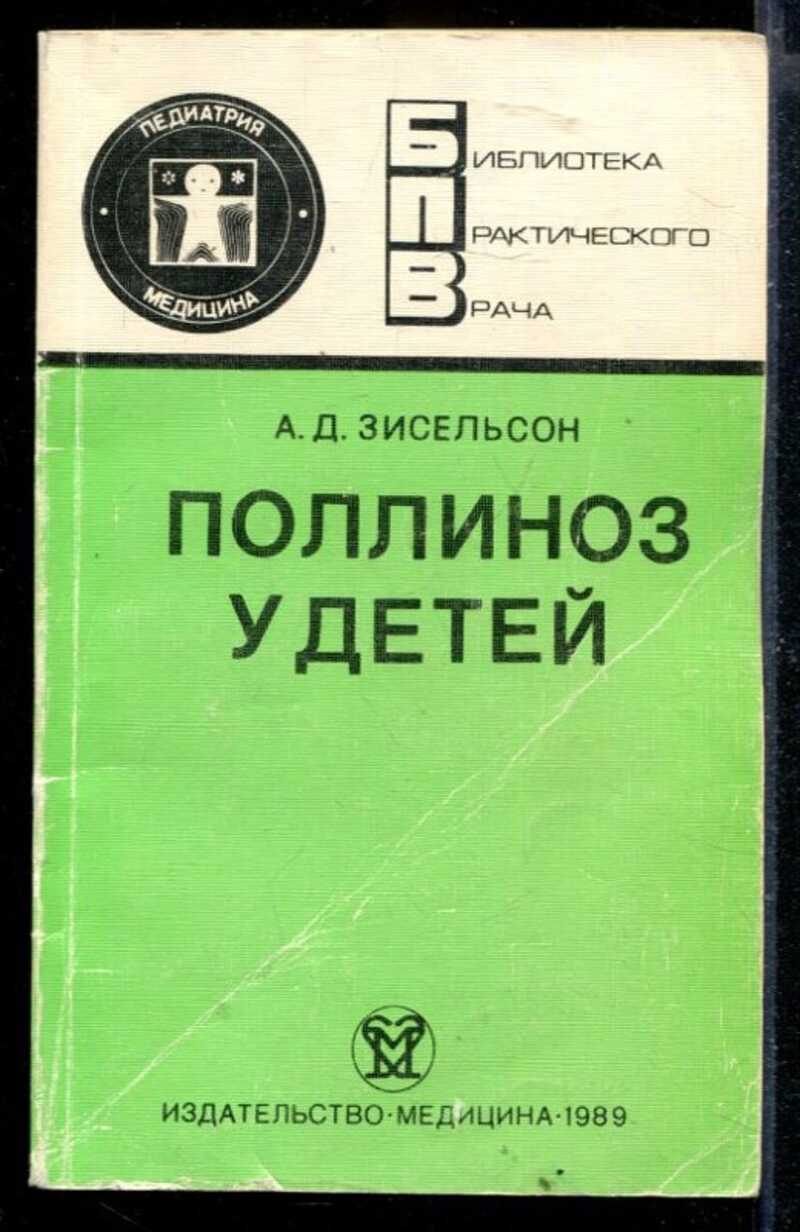 ПЕДИАТРИЯ
МЕДИЦИНА
БИБЛИОТЕКА
ПРАКТИЧЕСКОГО
ВРАЧА
А. Д. ЗИСЕЛЬСОН
ПОЛЛИНОЗ
У ДЕТЕЙ
ИЗДАТЕЛЬСТВО·МЕДИЦИНА·1989